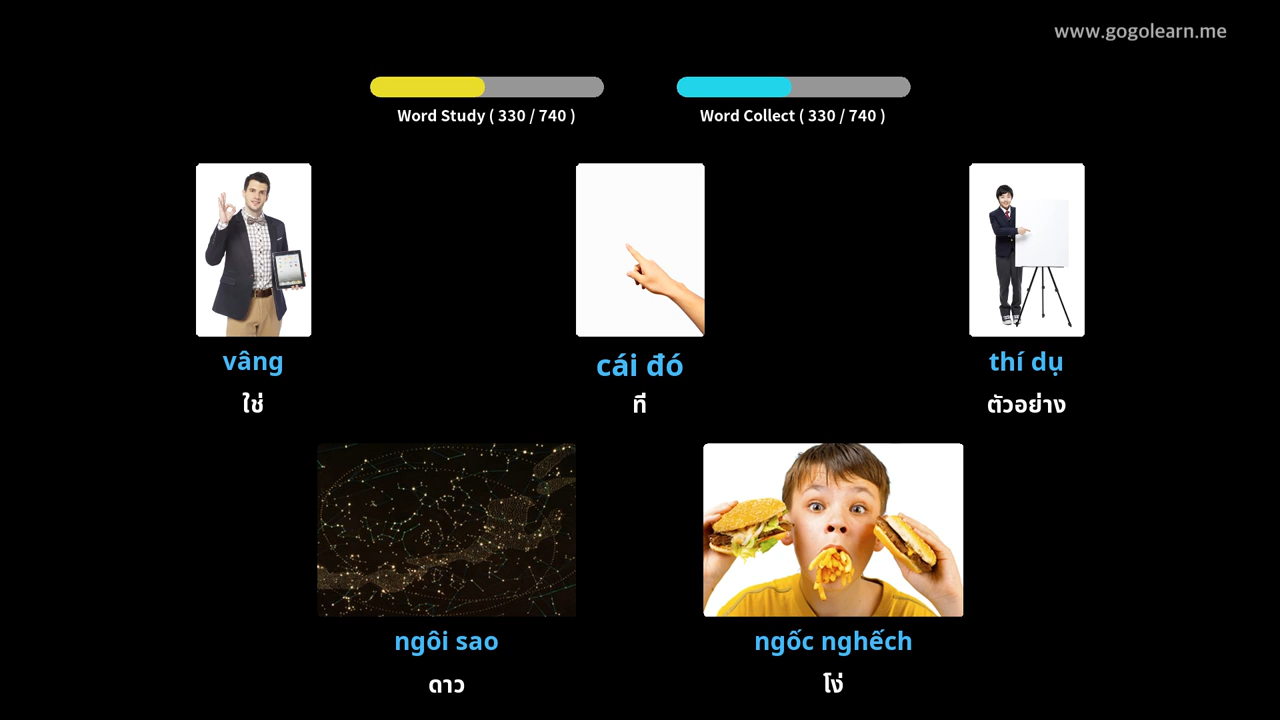 www.gogolearn.me
Word Study ( 330 / 740 )
Word Collect ( 330 / 740 )
vâng
cái đó
thí dụ
ใช่
ที่
ตัวอย่าง
ngôi sao
ngốc nghếch
ดาว
โง่